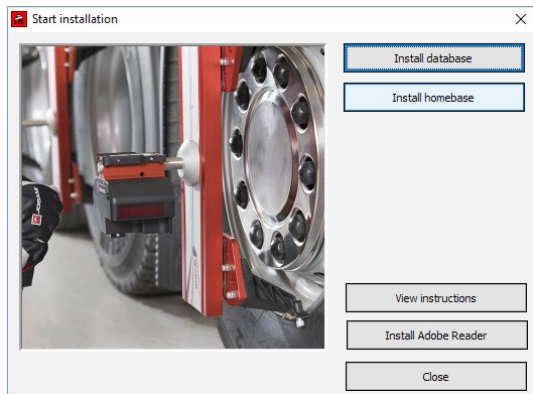 Start installation
Install database
Install homebase
View instructions
Install Adobe Reader
Close